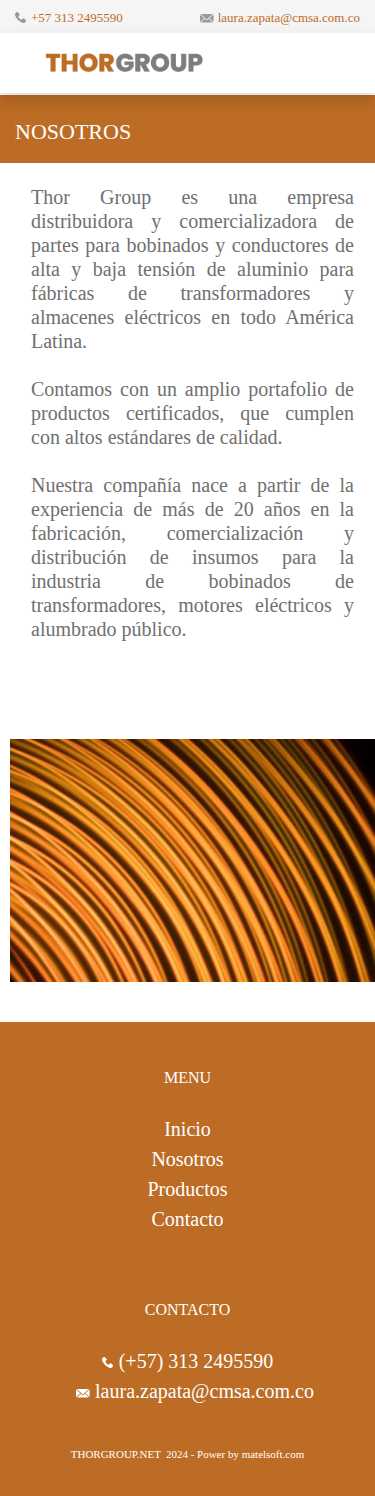 +57 313 2495590 laura.zapata@cmsa.com.co
THORGROUP
NOSOTROS
Thor Group es una empresa
distribuidora y comercializadora de
partes para bobinados y conductores de
alta y baja tensión de aluminio para
fábricas de transformadores y
almacenes eléctricos en todo América
Latina.
Contamos con un amplio portafolio de
productos certificados, que cumplen
con altos estándares de calidad.
Nuestra compañía nace a partir de la
experiencia de más de 20 años en la
fabricación, comercialización y
distribución de insumos para la
industria de bobinados de
transformadores, motores eléctricos y
alumbrado público.
MENU
Inicio
Nosotros
Productos
Contacto
CONTACTO
(+57) 313 2495590
laura.zapata@cmsa.com.co
THORGROUP.NET 2024 - Power by matelsoft.com